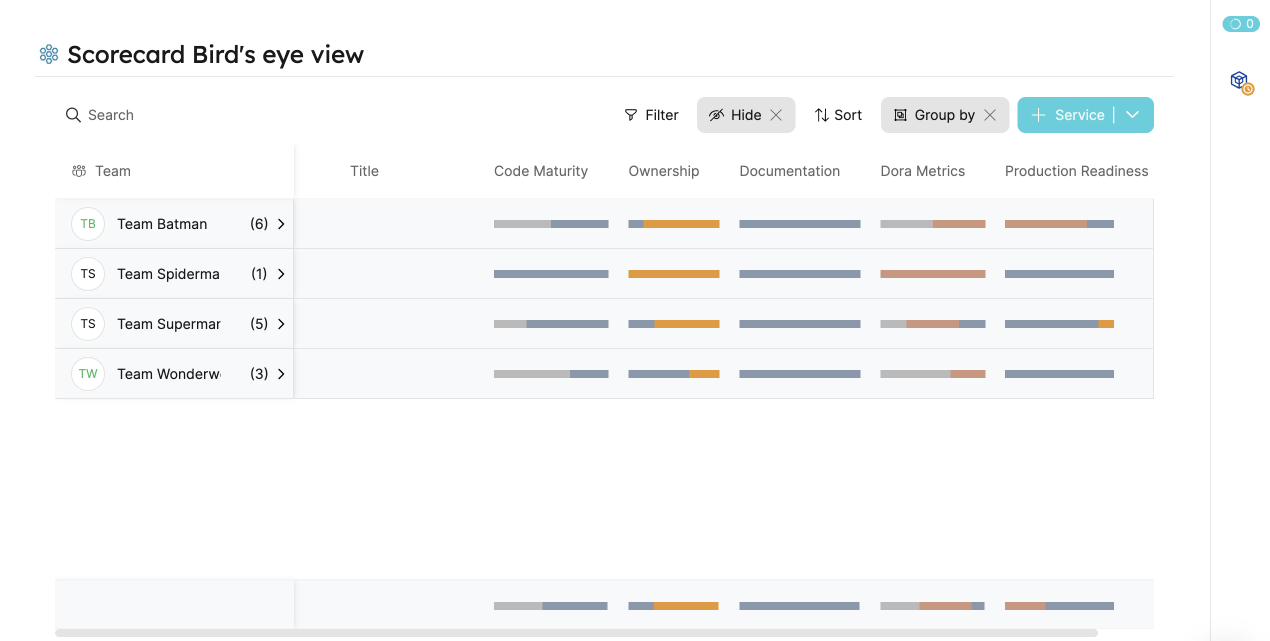 0
Scorecard Bird's eye view
Search
Filter
Hide
Sort
Group by
Service
Team
Title
Code Maturity
Ownership
Documentation
Dora Metrics
Production Readiness
TB Team Batman (6)
TS Team Spiderma (1)
TS Team Superman (5)
TW Team Wonderw (3)